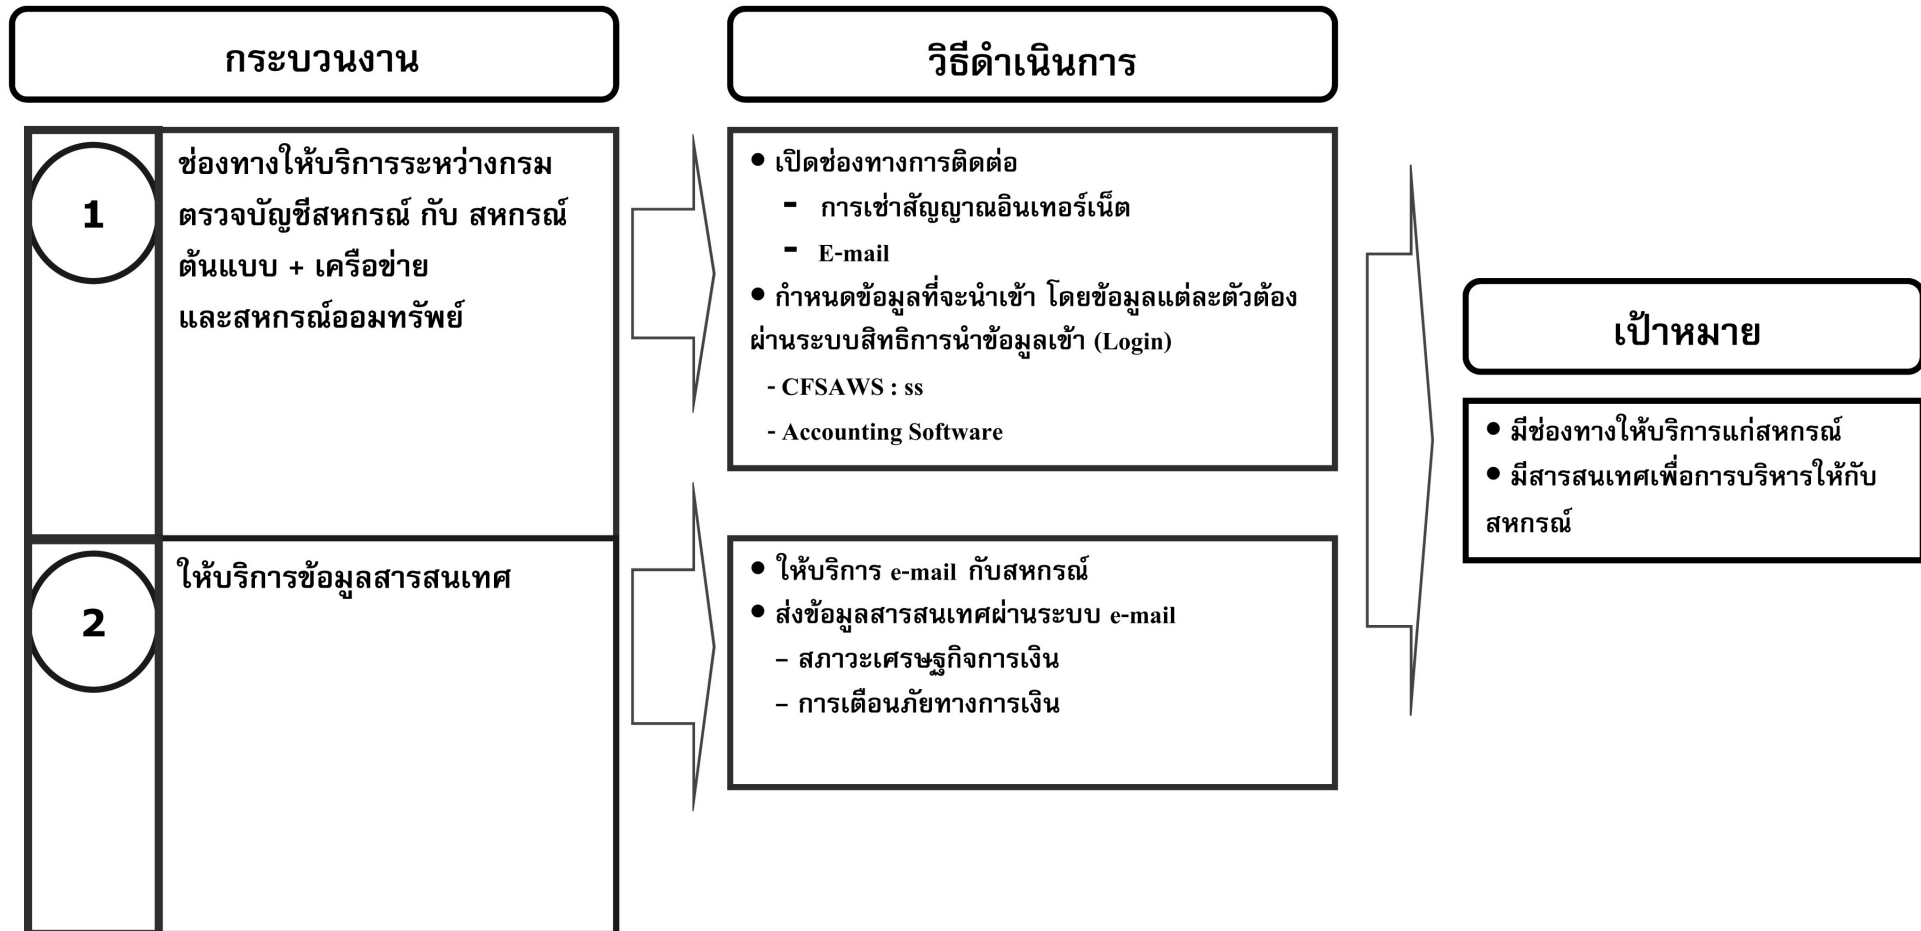 กระบวนงาน
1
ช่องทางให้บริการระหว่างกรม
ตรวจบัญชีสหกรณ์ กับ สหกรณ์
ต้นแบบ + เครือข่าย
และสหกรณ์ออมทรัพย์
2
ให้บริการข้อมูลสารสนเทศ
วิธีดำเนินการ
● เปิดช่องทางการติดต่อ
- การเช่าสัญญาณอินเทอร์เน็ต
- E-mail
● กำหนดข้อมูลที่จะนำเข้า โดยข้อมูลแต่ละตัวต้อง
ผ่านระบบสิทธิการนำข้อมูลเข้า (Login)
- CFSAWS : ss
- Accounting Software
● ให้บริการ e-mail กับสหกรณ์
● ส่งข้อมูลสารสนเทศผ่านระบบ e-mail
– สภาวะเศรษฐกิจการเงิน
– การเตือนภัยทางการเงิน
เป้าหมาย
● มีช่องทางให้บริการแก่สหกรณ์
● มีสารสนเทศเพื่อการบริหารให้กับ
สหกรณ์